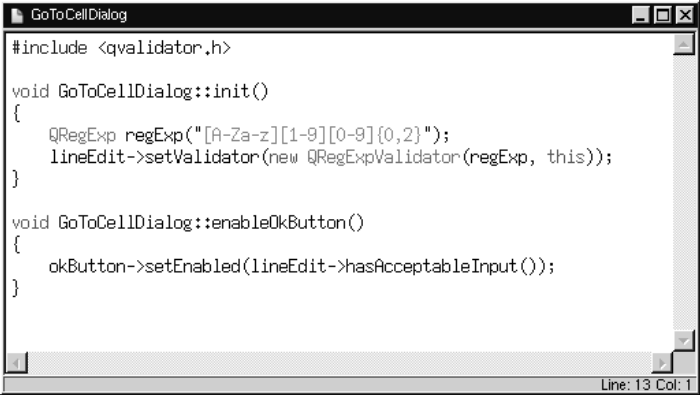 GoToCellDialog
#include <qvalidator.h>
void GoToCellDialog::init()
{
    QRegExp regExp("[A-Za-z][1-9][0-9]{0,2}");
    lineEdit->setValidator(new QRegExpValidator(regExp, this));
}
void GoToCellDialog::enableOkButton()
{
    okButton->setEnabled(lineEdit->hasAcceptableInput());
}
Line: 13 Col: 1